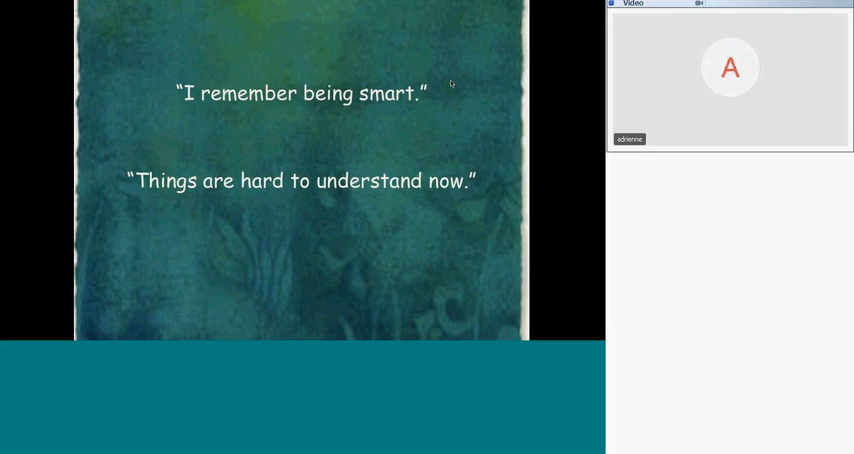 “I remember being smart.”
“Things are hard to understand now.”
Video
A
adrienne